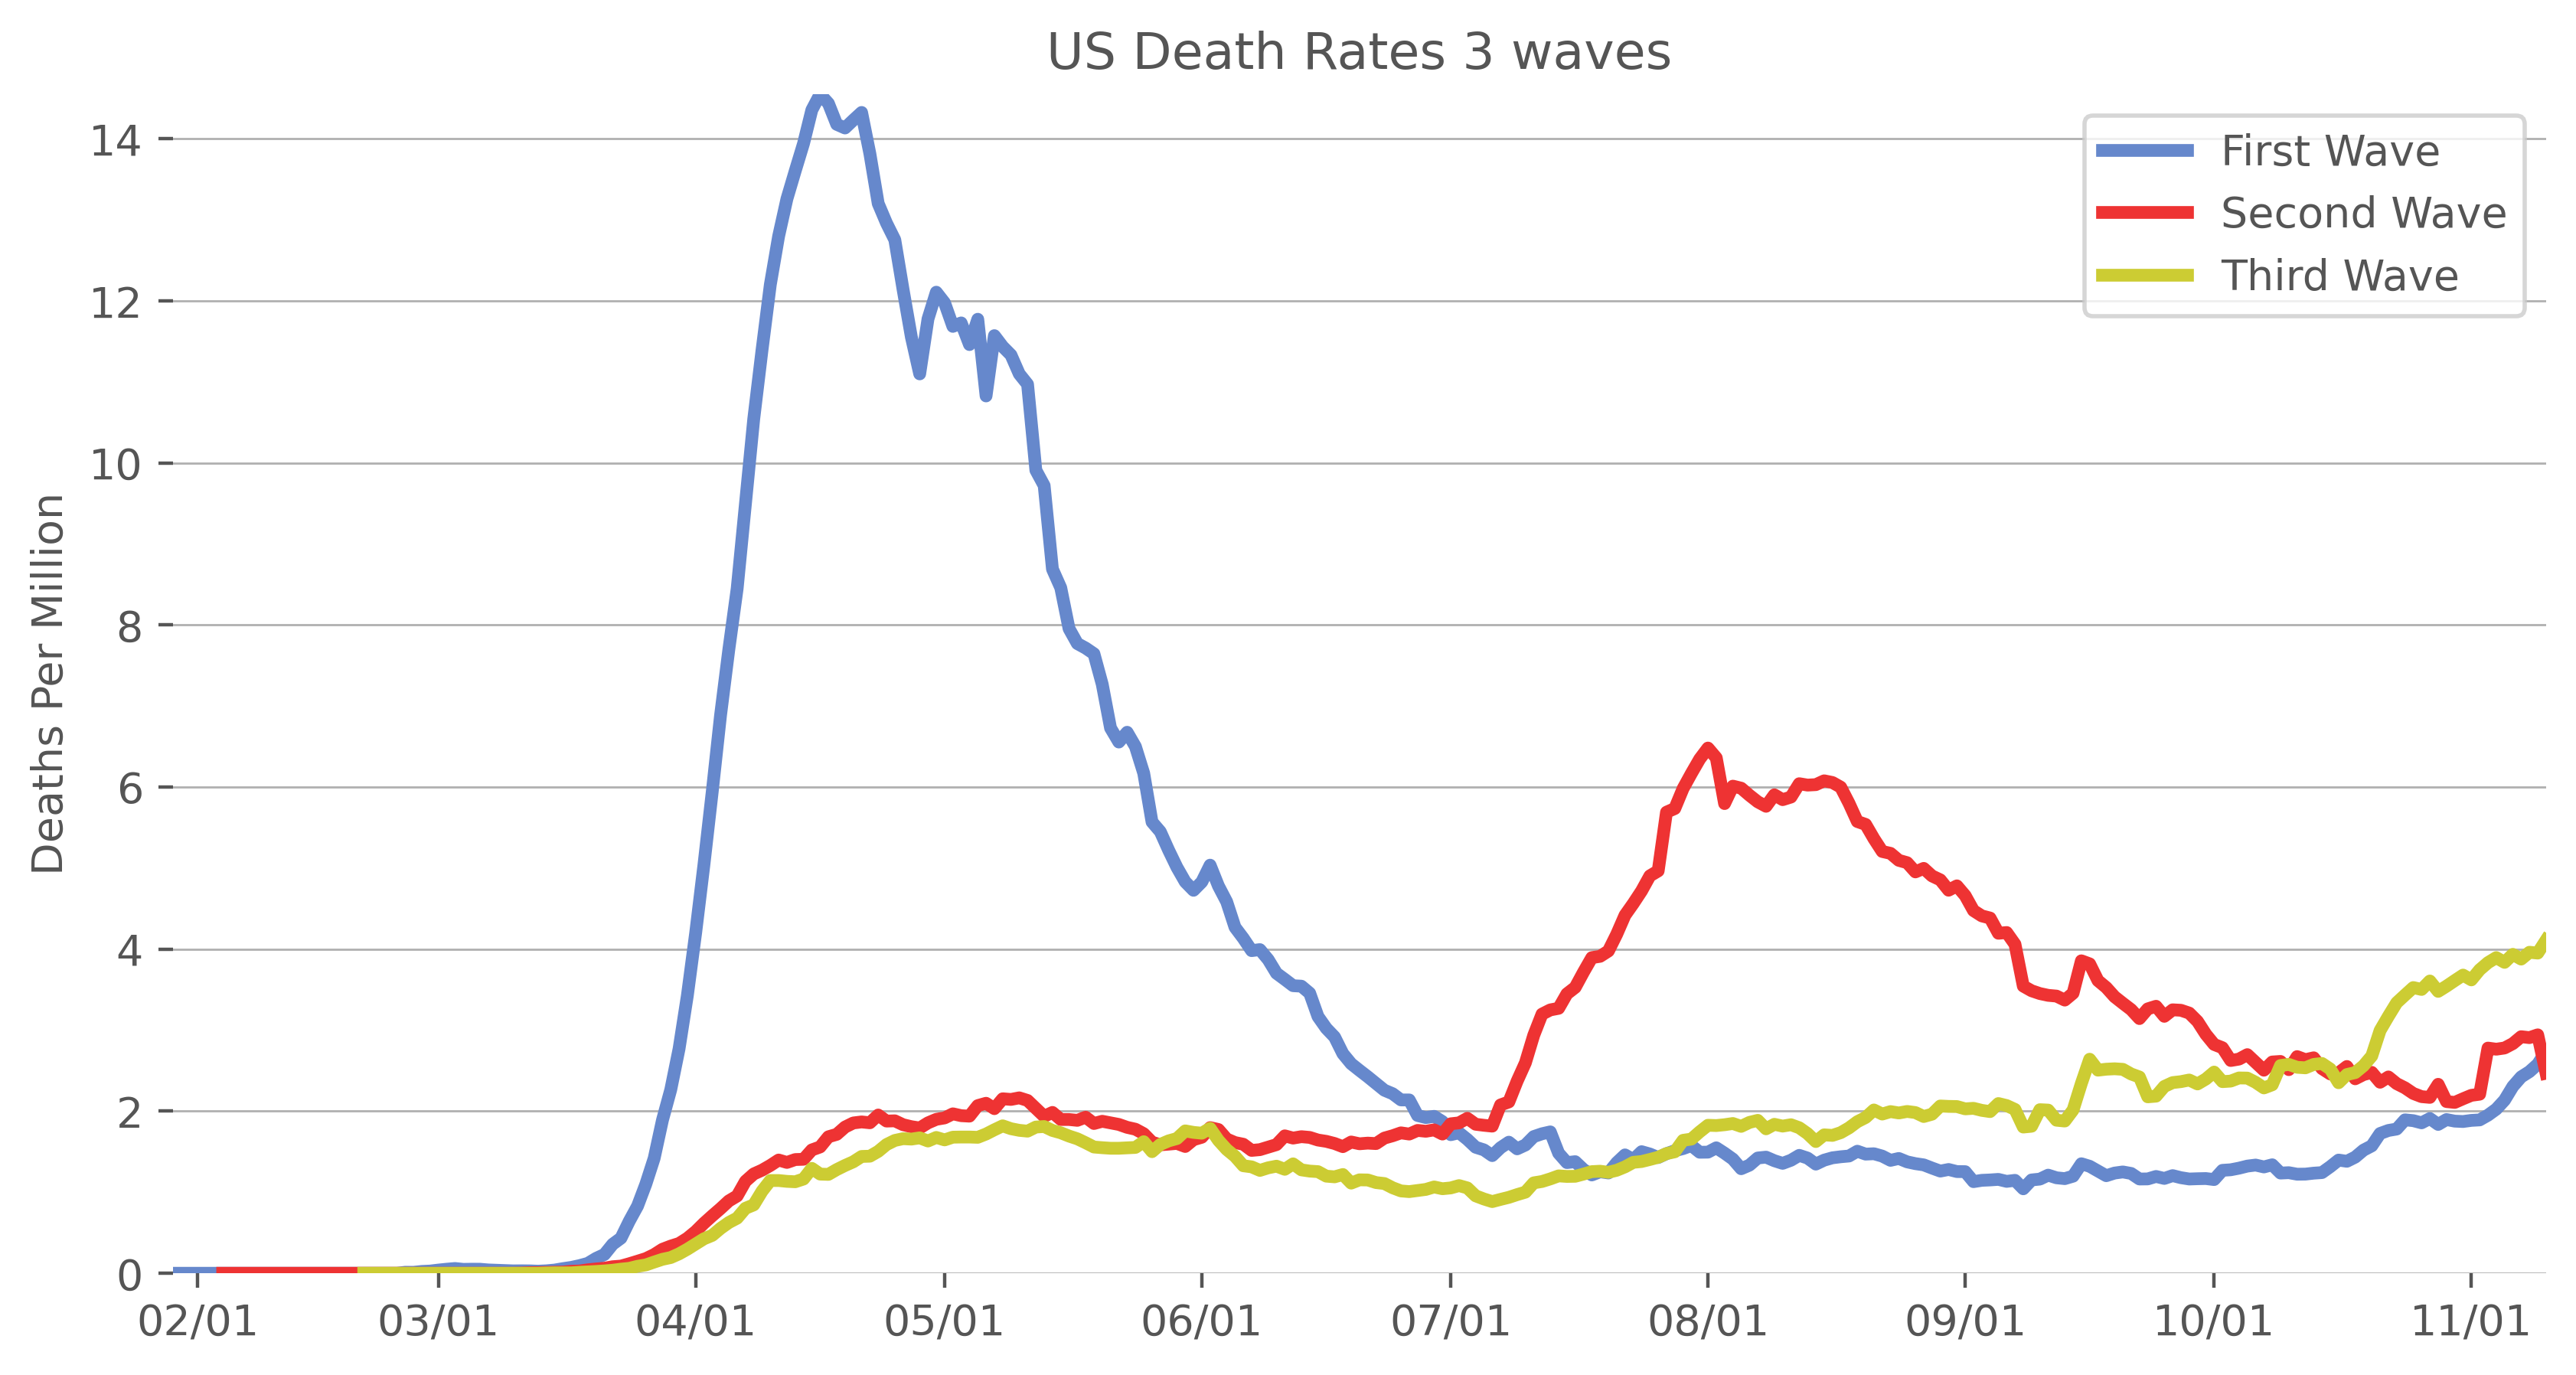 US Death Rates 3 waves
First Wave
Second Wave
Third Wave
Deaths Per Million
14
12
10
8
6
4
2
0
02/01 03/01 04/01 05/01 06/01 07/01 08/01 09/01 10/01 11/01